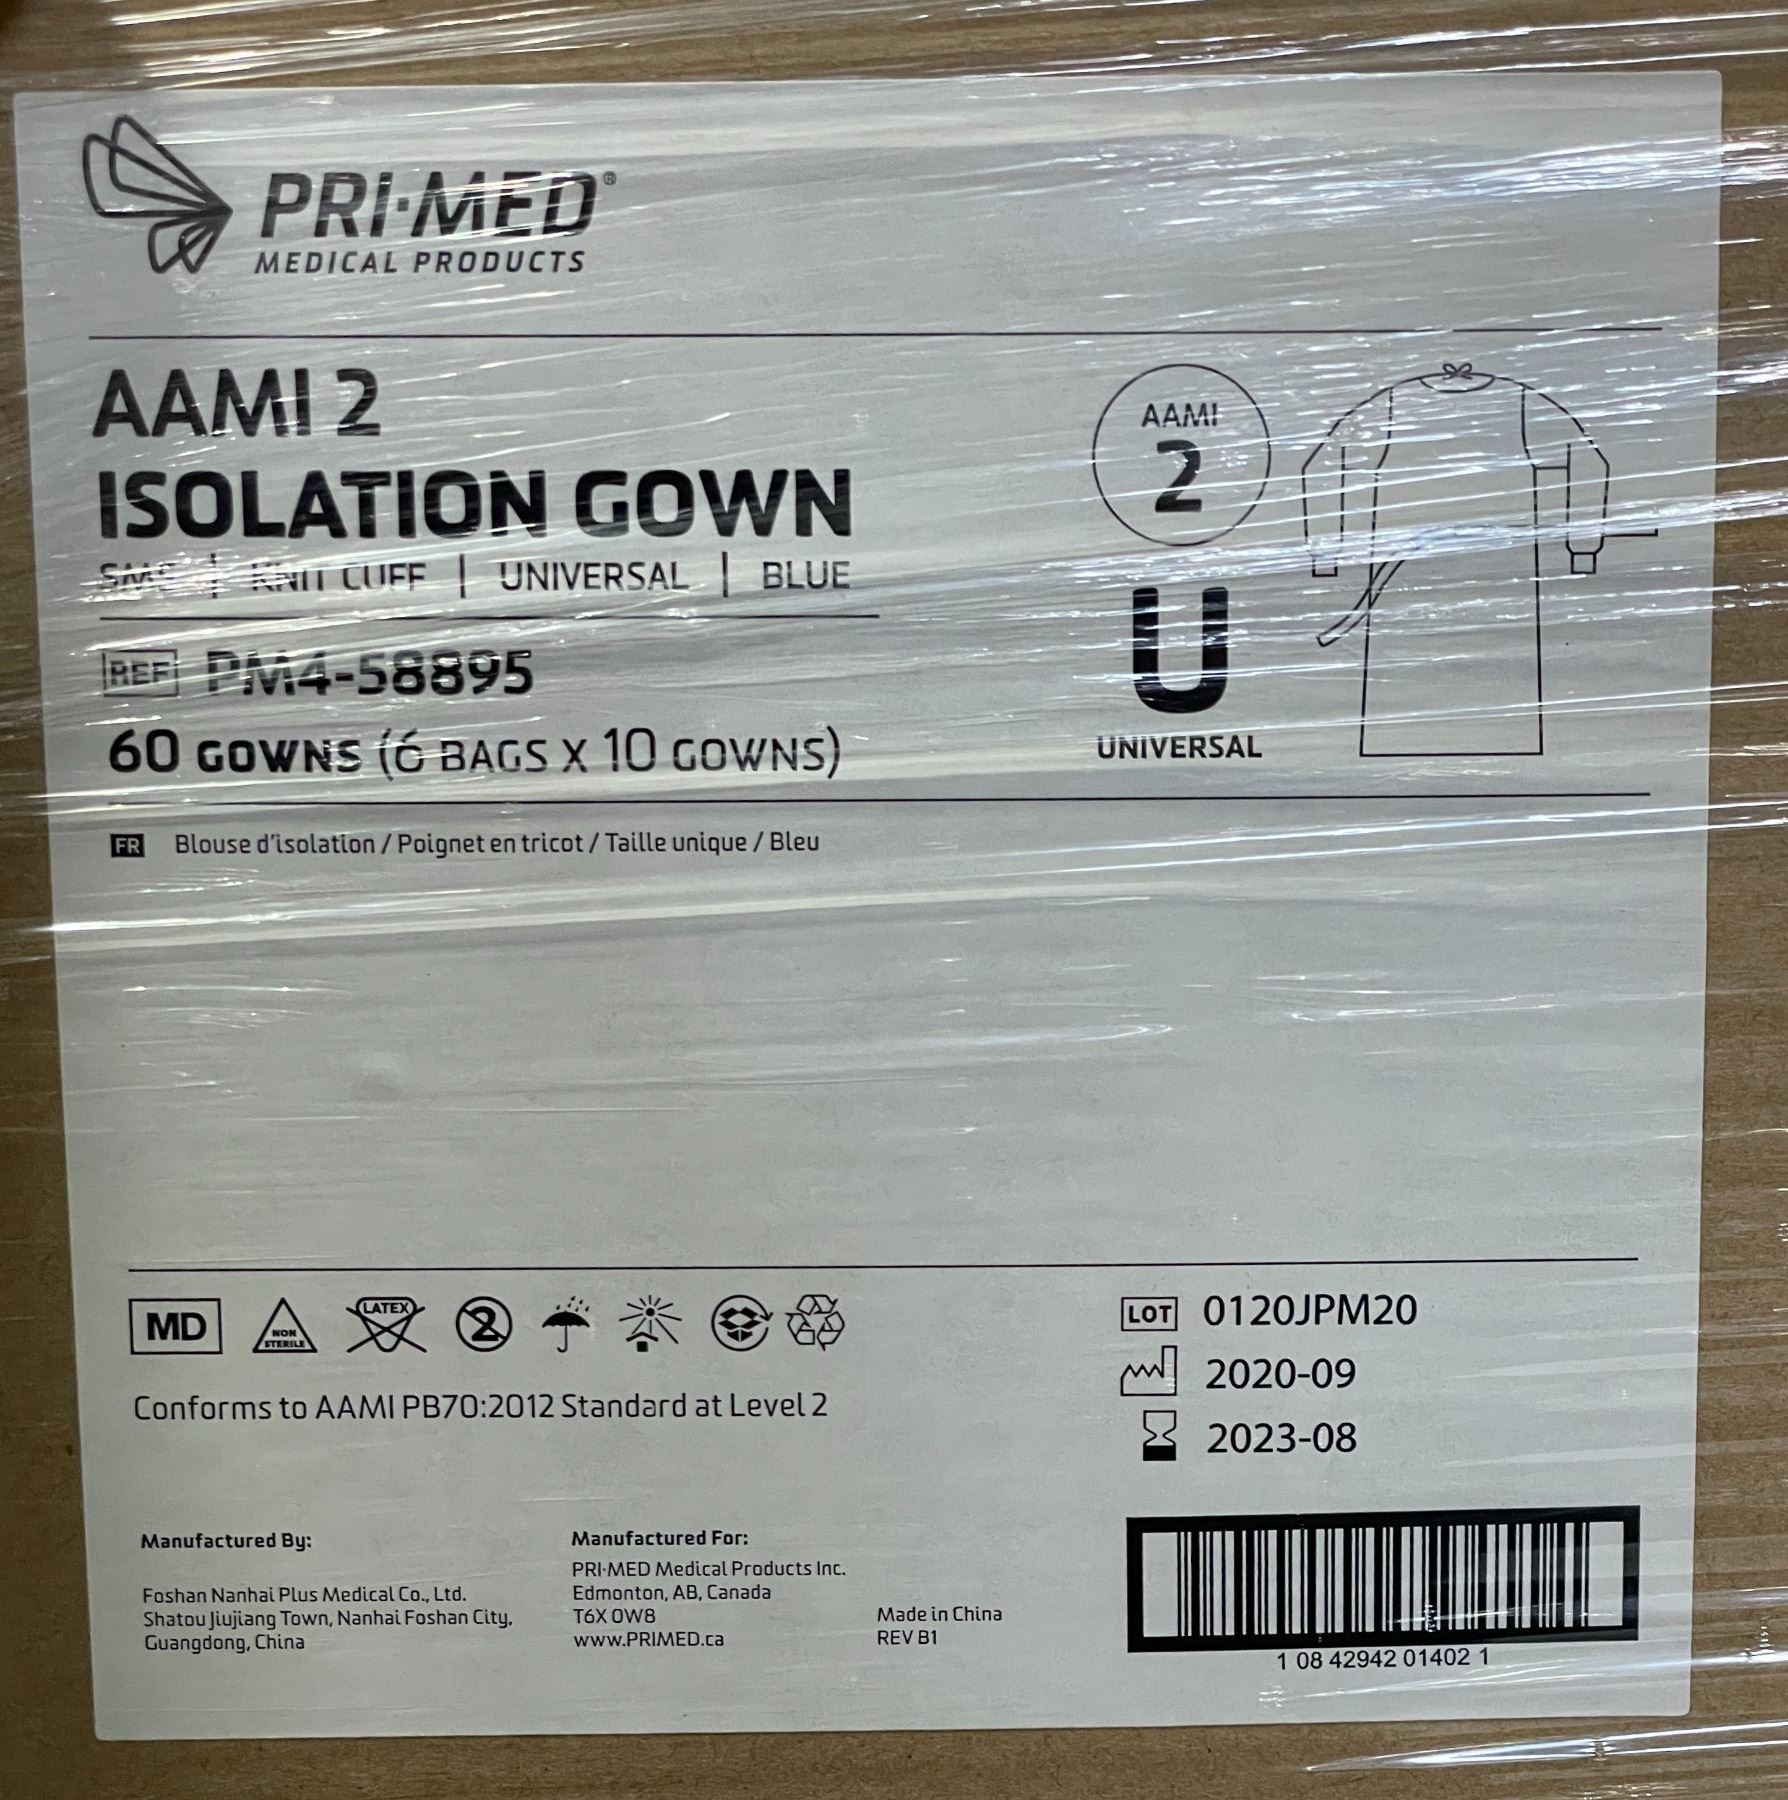 PRI·MED®
MEDICAL PRODUCTS
AAMI 2
ISOLATION GOWN
SMS | KNIT CUFF | UNIVERSAL | BLUE
REF PM4-58895
60 GOWNS (6 BAGS X 10 GOWNS)
AAMI
2
U
UNIVERSAL
FR Blouse d'isolation / Poignet en tricot / Taille unique / Bleu
MD
NON
STERILE
LATEX
2
Conforms to AAMI PB70:2012 Standard at Level 2
LOT 0120JPM20
2020-09
2023-08
Manufactured By:
Foshan Nanhai Plus Medical Co., Ltd.
Shatou Jiujiang Town, Nanhai Foshan City,
Guangdong, China
Manufactured For:
PRI·MED Medical Products Inc.
Edmonton, AB, Canada
T6X 0W8
www.PRIMED.ca
Made in China
REV B1
1 08 42942 01402 1